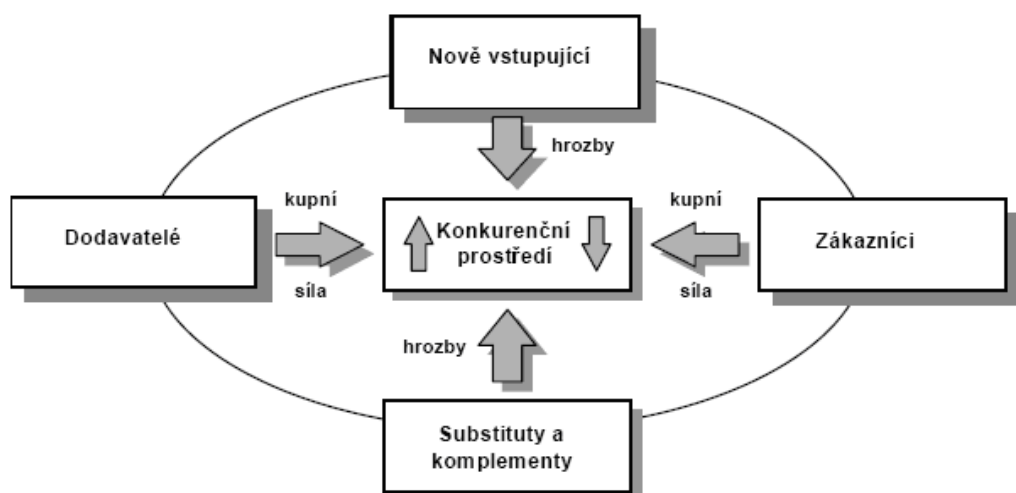 Nově vstupující
hrozby
kupní
Dodavatelé
síla
Konkurenční
prostředí
kupní
Zákazníci
síla
hrozby
Substituty a
komplementy